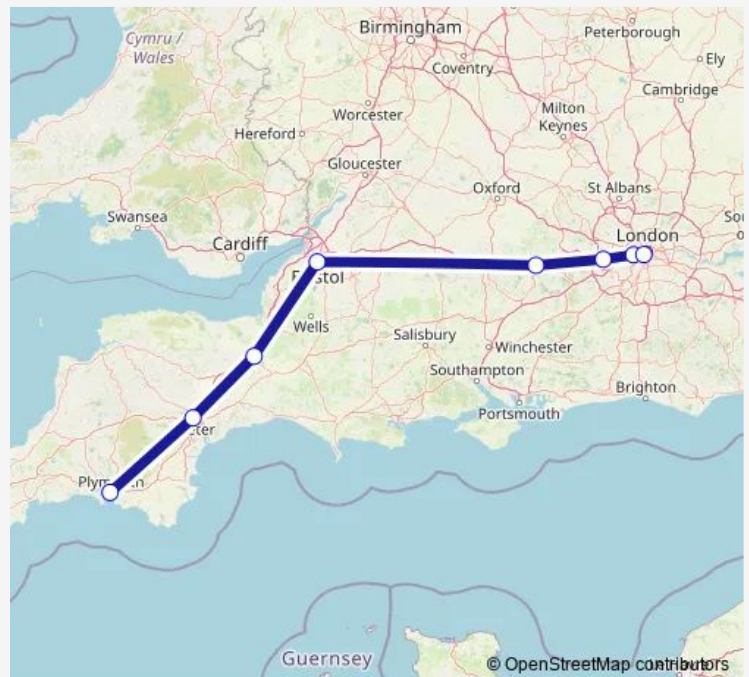 Birmingham
Peterborough
Cymru /
Wales
Ely
Coventry
Cambridge
Worcester
Milton
Keynes
Hereford
Gloucester
Oxford
St Albans
Swansea
London
Cardiff
Wells
Salisbury
Winchester
Southampton
Brighton
Portsmouth
Guernsey
© OpenStreetMap contributors